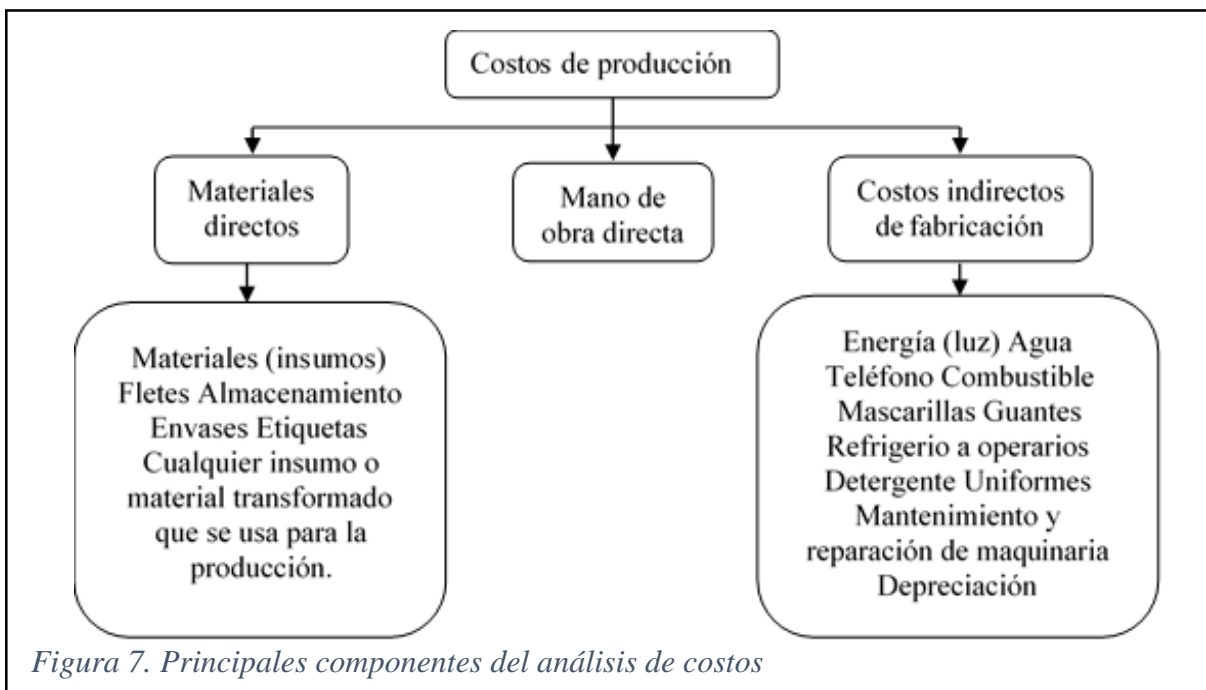 Costos de producción
Materiales
directos
Mano de
obra directa
Costos indirectos
de fabricación
Materiales (insumos)
Fletes Almacenamiento
Envases Etiquetas
Cualquier insumo o
material transformado
que se usa para la
producción.
Energía (luz) Agua
Teléfono Combustible
Mascarillas Guantes
Refrigerio a operarios
Detergente Uniformes
Mantenimiento y
reparación de maquinaria
Depreciación
Figura 7. Principales componentes del análisis de costos